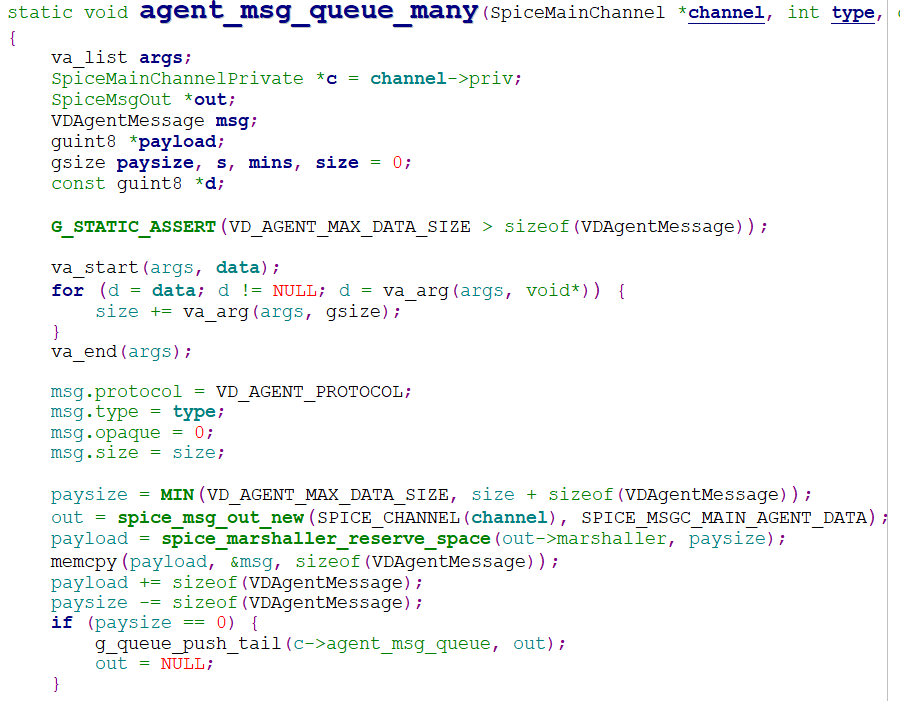 static void agent_msg_queue_many(SpiceMainChannel *channel, int type,
{
    va_list args;
    SpiceMainChannelPrivate *c = channel->priv;
    SpiceMsgOut *out;
    VDAgentMessage msg;
    guint8 *payload;
    gsize paysize, s, mins, size = 0;
    const guint8 *d;

    G_STATIC_ASSERT(VD_AGENT_MAX_DATA_SIZE > sizeof(VDAgentMessage));

    va_start(args, data);
    for (d = data; d != NULL; d = va_arg(args, void*)) {
        size += va_arg(args, gsize);
    }
    va_end(args);

    msg.protocol = VD_AGENT_PROTOCOL;
    msg.type = type;
    msg.opaque = 0;
    msg.size = size;

    paysize = MIN(VD_AGENT_MAX_DATA_SIZE, size + sizeof(VDAgentMessage));
    out = spice_msg_out_new(SPICE_CHANNEL(channel), SPICE_MSGC_MAIN_AGENT_DATA);
    payload = spice_marshaller_reserve_space(out->marshaller, paysize);
    memcpy(payload, &msg, sizeof(VDAgentMessage));
    payload += sizeof(VDAgentMessage);
    paysize -= sizeof(VDAgentMessage);
    if (paysize == 0) {
        g_queue_push_tail(c->agent_msg_queue, out);
        out = NULL;
    }